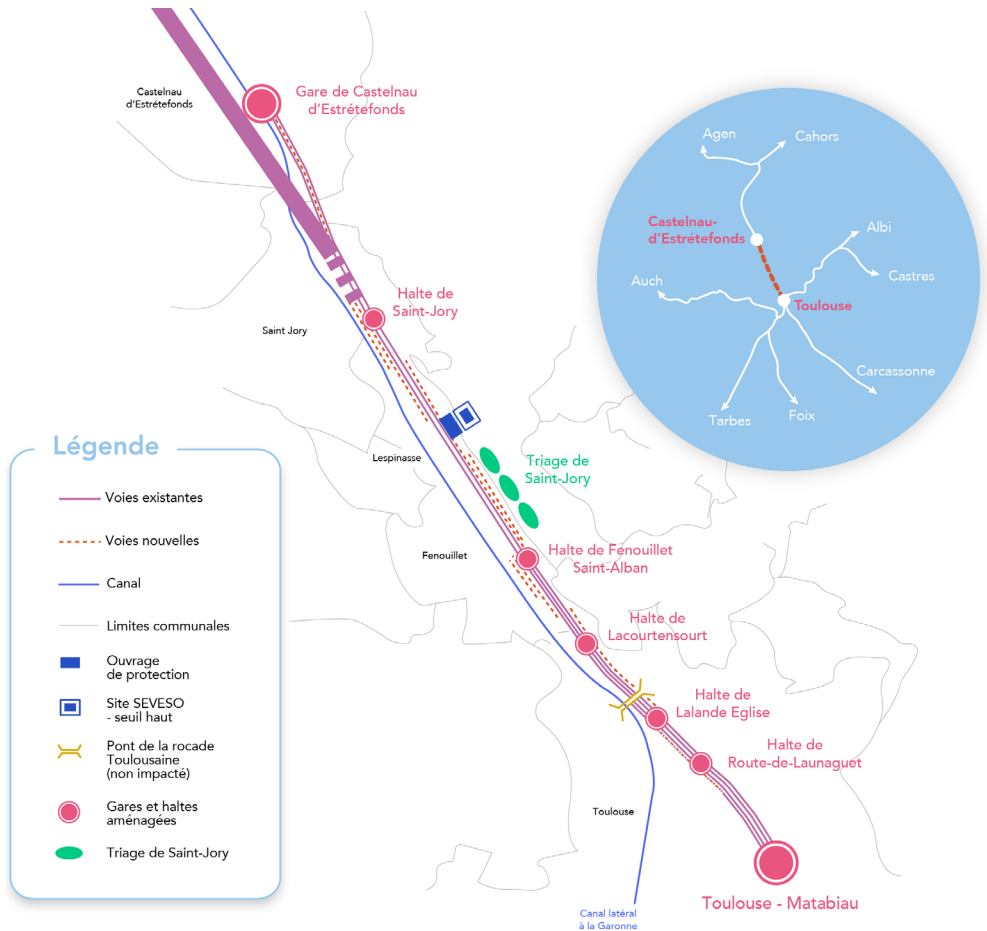 Castelnau
d'Estrétefonds
Gare de Castelnau
d'Estrétefonds
Agen
Cahors
Castelnau-
d'Estrétefonds
Albi
Castres
Auch
Toulouse
Carcassonne
Tarbes
Foix
Halte de
Saint-Jory
Saint Jory
Lespinasse
Triage de
Saint-Jory
Fenouillet
Halte de Fenouillet
Saint-Alban
Halte de
Lacourtensourt
Halte de
Lalande Eglise
Halte de
Route-de-Launaguet
Toulouse
Toulouse - Matabiau
Canal latéral
à la Garonne
Légende
Voies existantes
Voies nouvelles
Canal
Limites communales
Ouvrage
de protection
Site SEVESO
- seuil haut
Pont de la rocade
Toulousaine
(non impacté)
Gares et haltes
aménagées
Triage de Saint-Jory